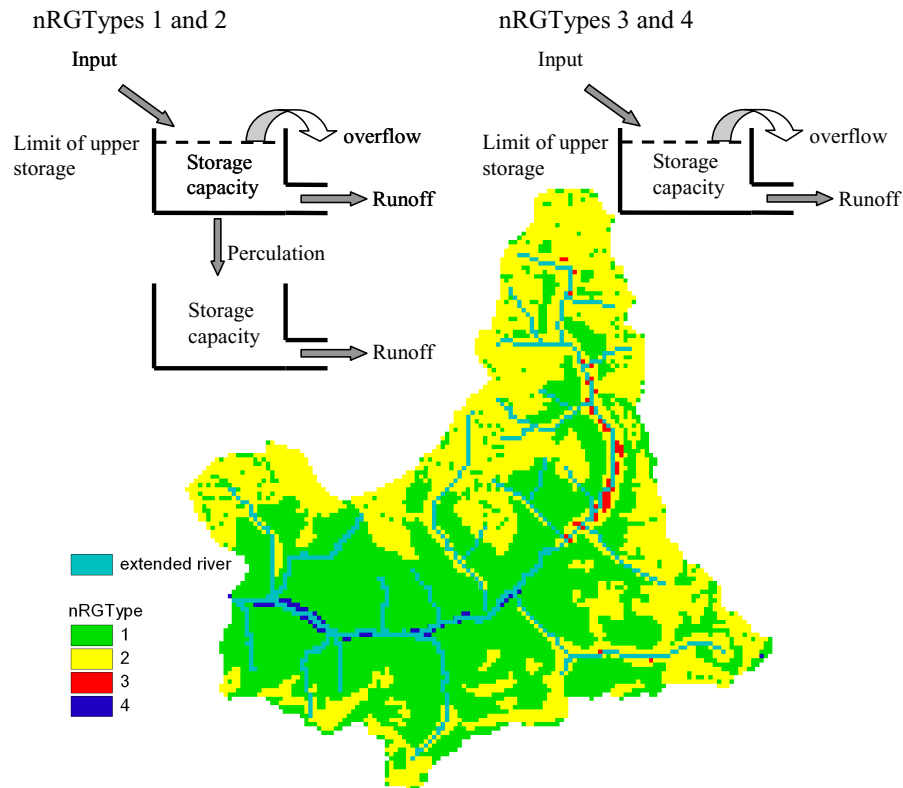 nRGTypes 1 and 2
Input
Limit of upper
storage
Storage
capacity
overflow
Runoff
Perculation
Storage
capacity
Runoff
nRGTypes 3 and 4
Input
Limit of upper
storage
Storage
capacity
overflow
Runoff
extended river
nRGType
1
2
3
4